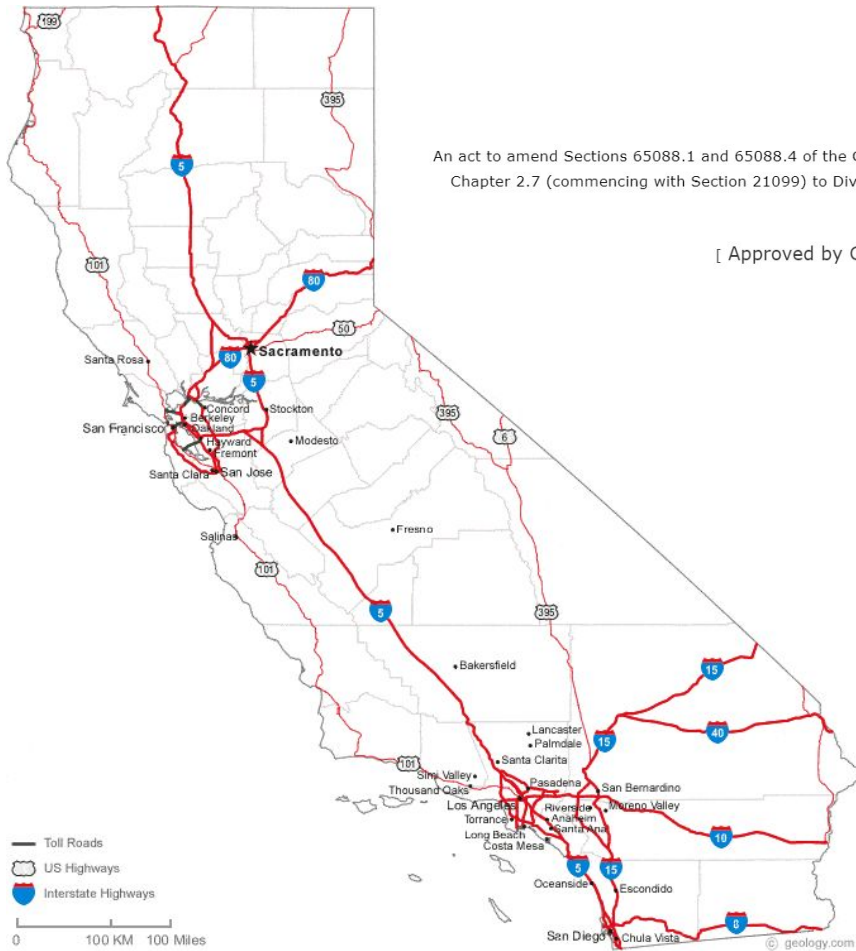 199
395
5
An act to amend Sections 65088.1 and 65088.4 of the
Chapter 2.7 (commencing with Section 21099) to
101
80
[ Approved by
50
Sacramento
80
Santa Rosa
5
395
Concord
Stockton
Berkeley
San Francisco
Oakland
6
Hayward
Modesto
Fremont
Santa Clara
San Jose
Fresno
Salinas
101
5
395
Bakersfield
15
Lancaster
40
Palmdale
15
Santa Clarita
101
Simi Valley
Pasadena
San Bernardino
Thousand Oaks
Los Angeles
Riverside
Moreno Valley
Torrance
Anaheim
Santa Ana
Long Beach
10
Toll Roads
Costa Mesa
US Highways
5
15
Interstate Highways
Oceanside
Escondido
8
San Diego
Chula Vista
0 100 KM 100 Miles
© geology.com